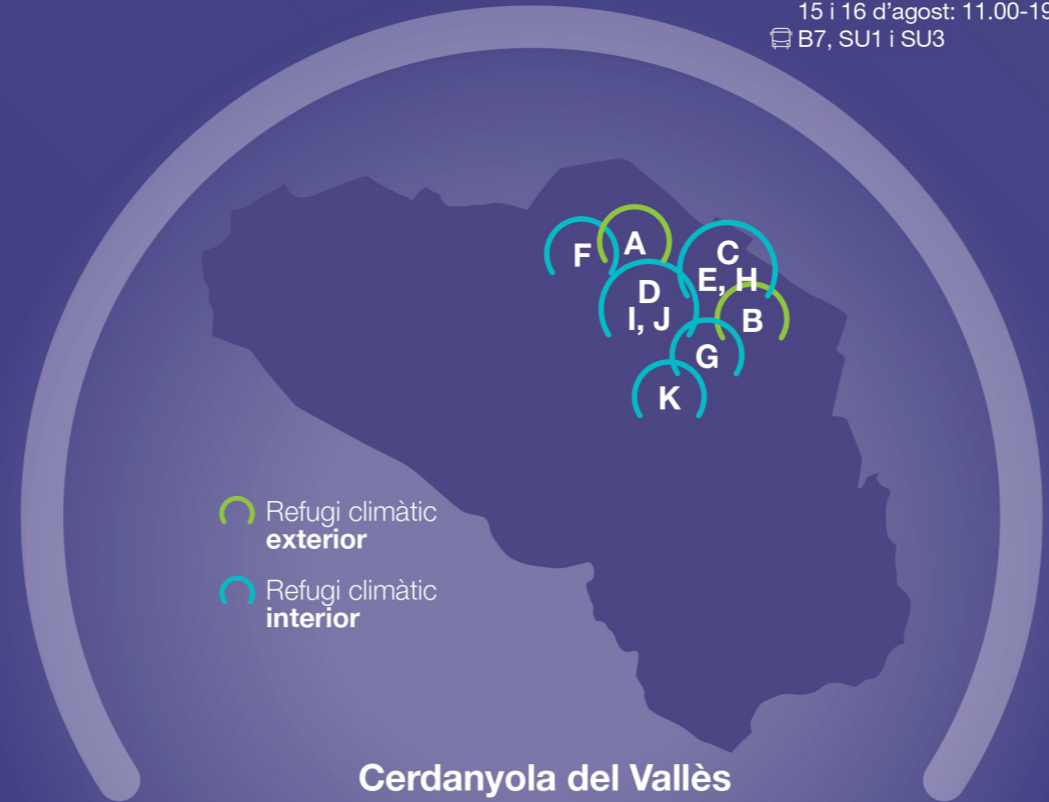 15 i 16 d'agost: 11.00-19
B7, SU1 i SU3
F
A
C
E, H
D
I, J
B
G
K
Refugi climàtic
exterior
Refugi climàtic
interior
Cerdanyola del Vallès